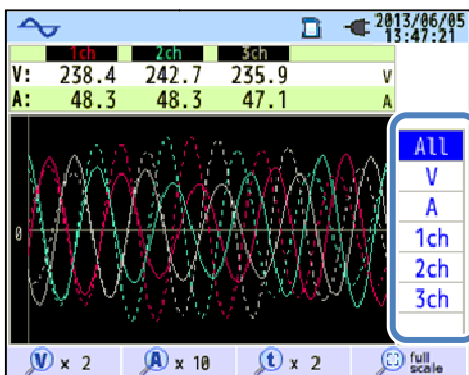 2013/06/05
13:47:21
1ch 2ch 3ch
V: 238.4 242.7 235.9 V
A: 48.3 48.3 47.1 A
All
V
A
1ch
2ch
3ch
0
V x 2 A x 10 t x 2 full scale